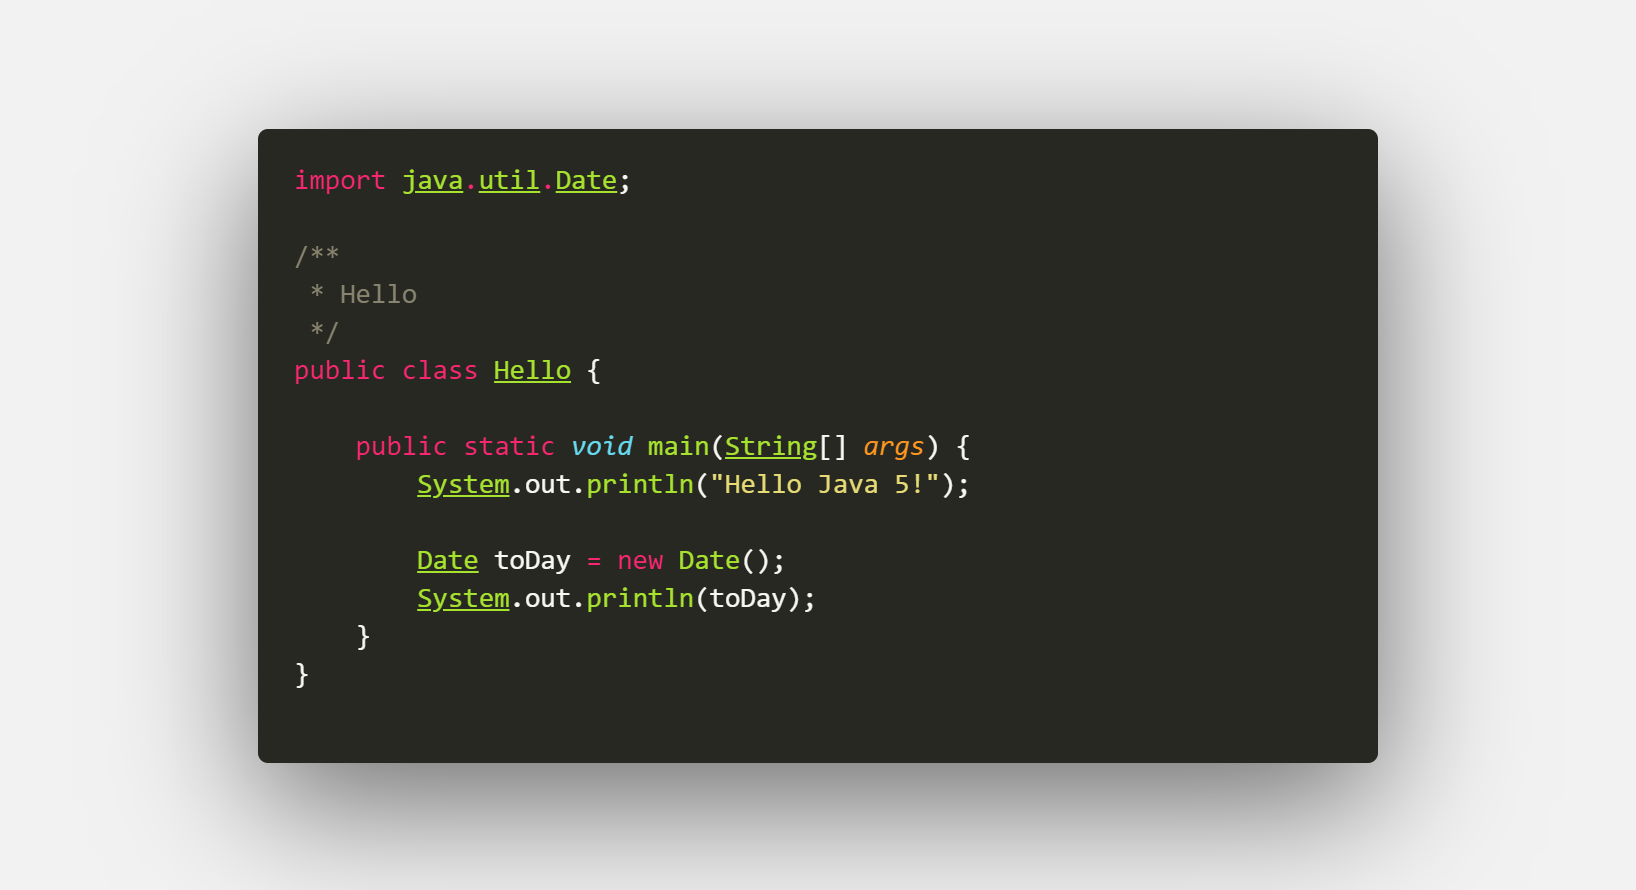 import java.util.Date;

/**
 * Hello
 */
public class Hello {

    public static void main(String[] args) {
        System.out.println("Hello Java 5!");

        Date toDay = new Date();
        System.out.println(toDay);
    }
}